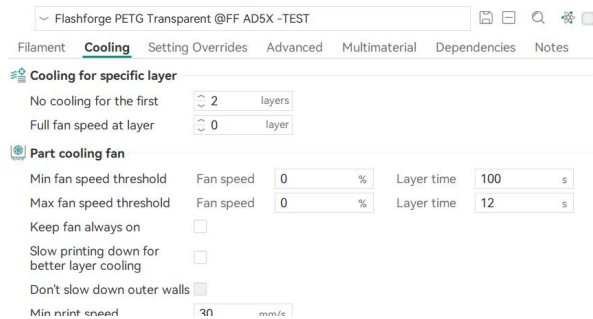 Flashforge PETG Transparent @FF AD5X -TEST
Filament Cooling Setting Overrides Advanced Multimaterial Dependencies Notes
Cooling for specific layer
No cooling for the first 2 layers
Full fan speed at layer 0 layer
Part cooling fan
Min fan speed threshold Fan speed 0 % Layer time 100 s
Max fan speed threshold Fan speed 0 % Layer time 12 s
Keep fan always on
Slow printing down for
better layer cooling
Don't slow down outer walls
Min print speed 30 mm/s